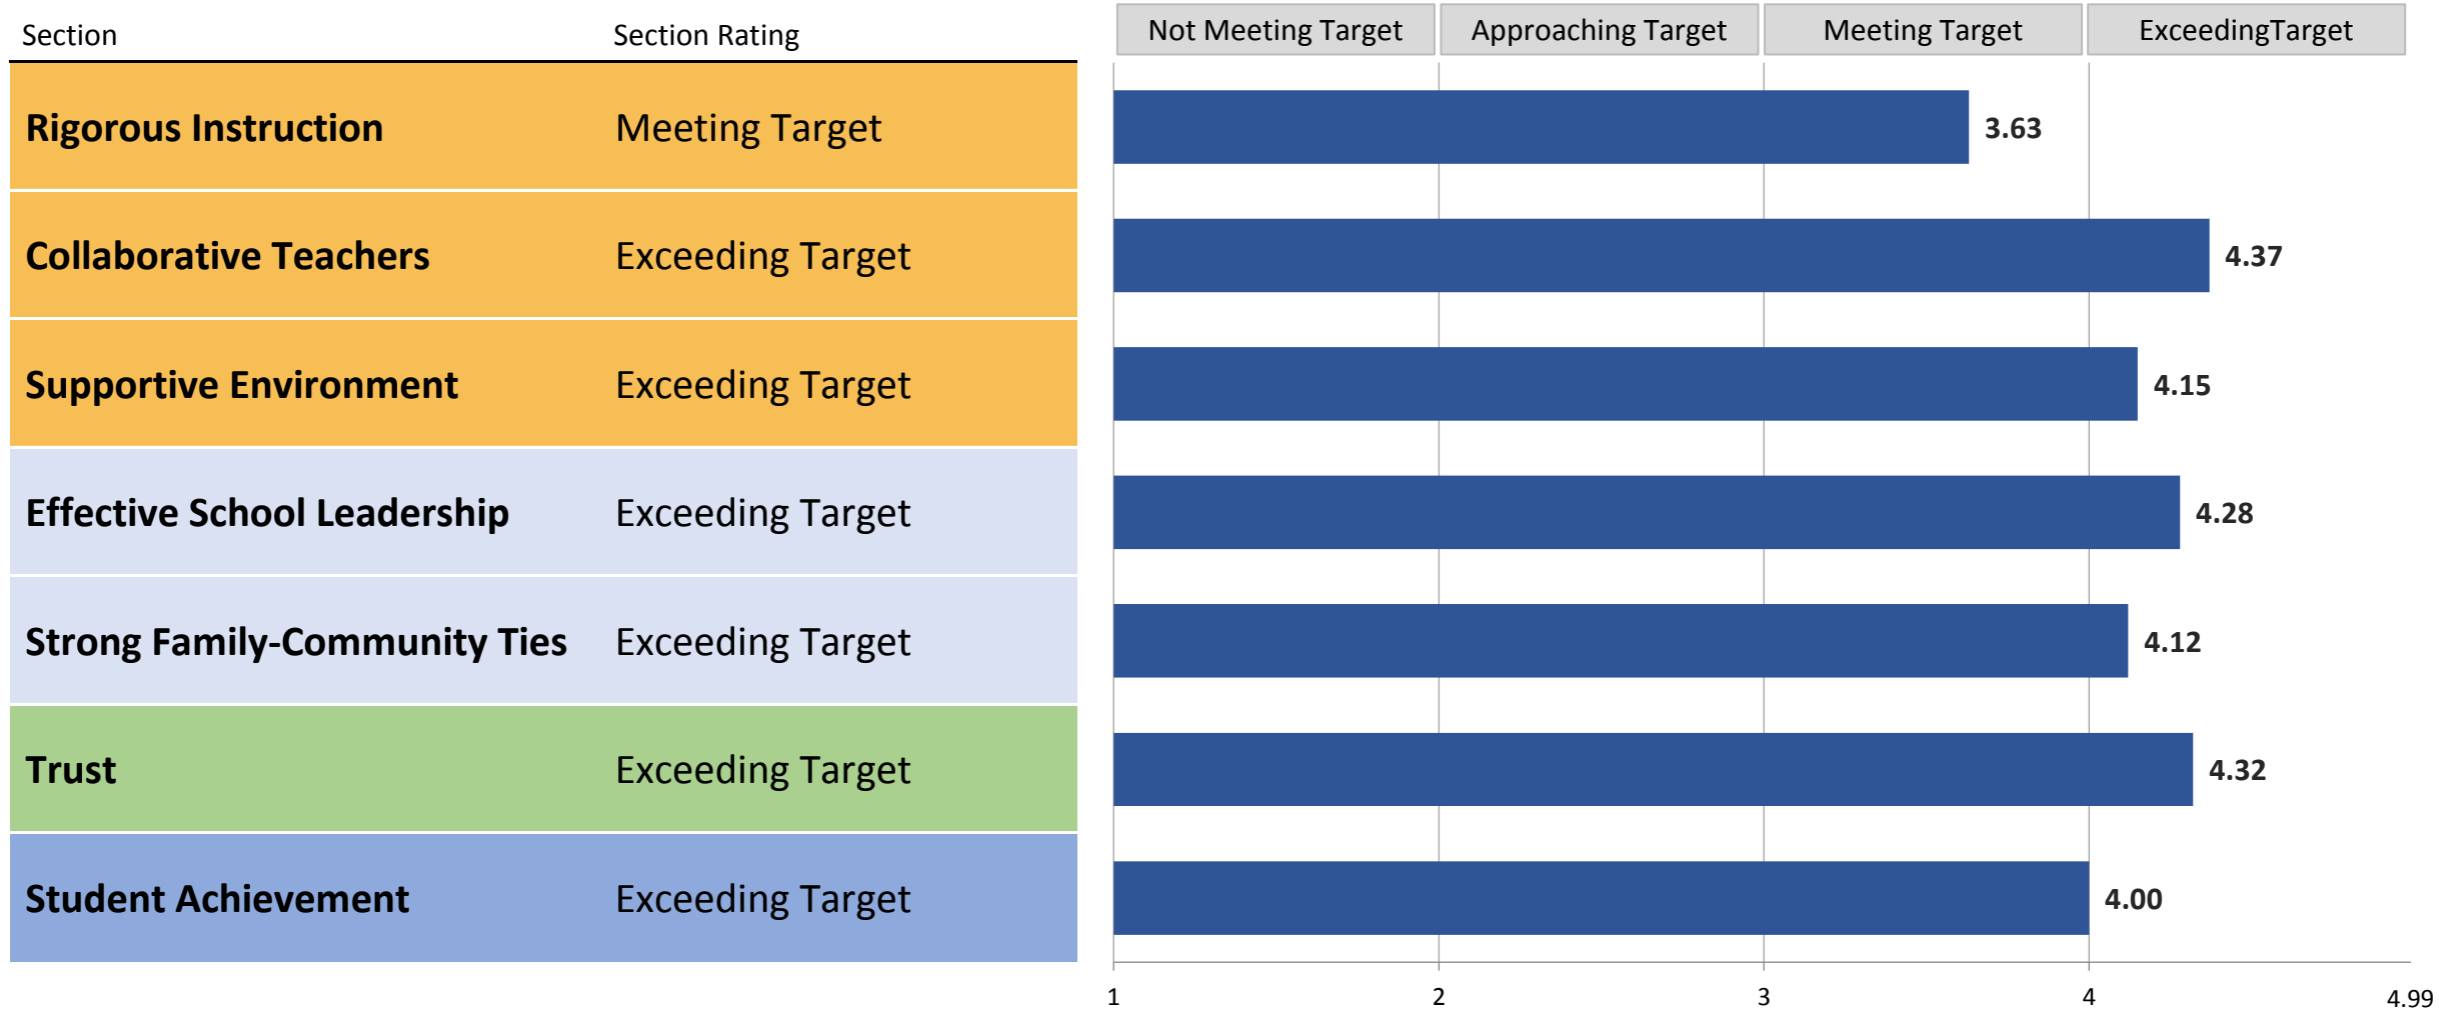 Section Section Rating Not Meeting Target Approaching Target Meeting Target ExceedingTarget
Rigorous Instruction Meeting Target 3.63
Collaborative Teachers Exceeding Target 4.37
Supportive Environment Exceeding Target 4.15
Effective School Leadership Exceeding Target 4.28
Strong Family-Community Ties Exceeding Target 4.12
Trust Exceeding Target 4.32
Student Achievement Exceeding Target 4.00
1 2 3 4 4.99